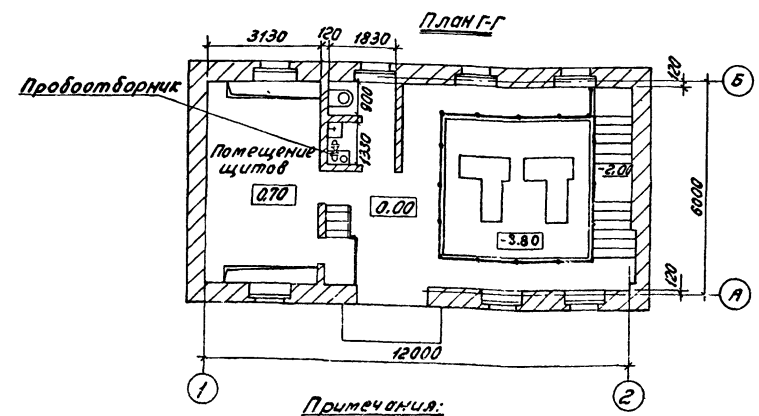 План Г-Г
3130 120 1830
Пробоотборник
900
1330
Помещение
щитов
0.70
0.00
-3.80
-2.00
120
6000
120
Б
А
12000
1
2
Примечания: